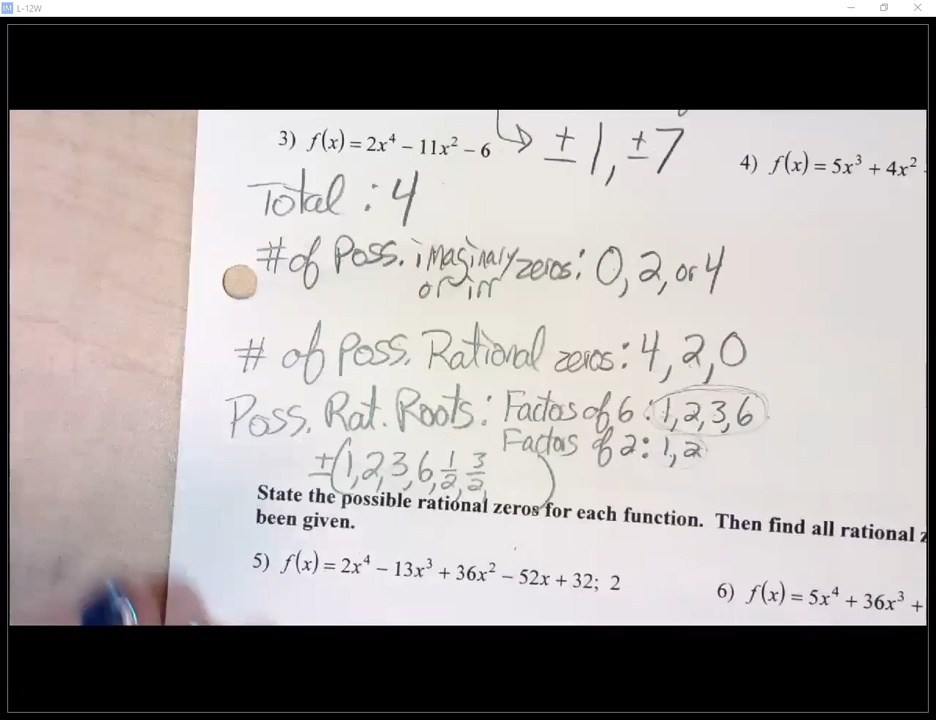 L-12W
3) f(x) = 2x⁴ – 11x² – 6
±1, ±7
4) f(x) = 5x³ + 4x²
Total : 4
# of Poss. imaginary zeros: 0, 2, or 4
or irr
# of Poss. Rational zeros: 4, 2, 0
Poss. Rat. Roots: Factors of 6: 1, 2, 3, 6
Factors of 2: 1, 2
±(1, 2, 3, 6, 1/2, 3/2, )
State the possible rational zeros for each function. Then find all rational
been given.
5) f(x) = 2x⁴ – 13x³ + 36x² – 52x + 32; 2
6) f(x) = 5x⁴ + 36x³ +